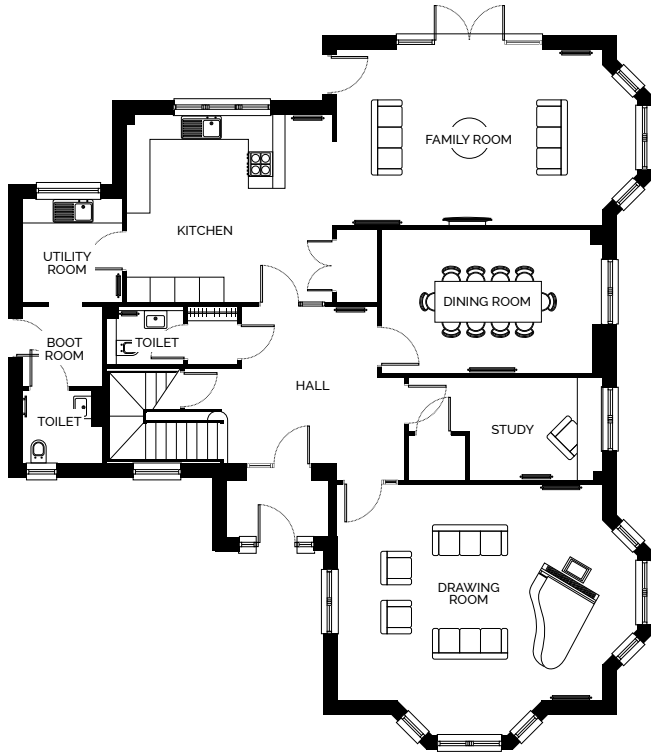 FAMILY ROOM
KITCHEN
UTILITY
ROOM
DINING ROOM
BOOT
ROOM
TOILET
HALL
TOILET
STUDY
DRAWING
ROOM